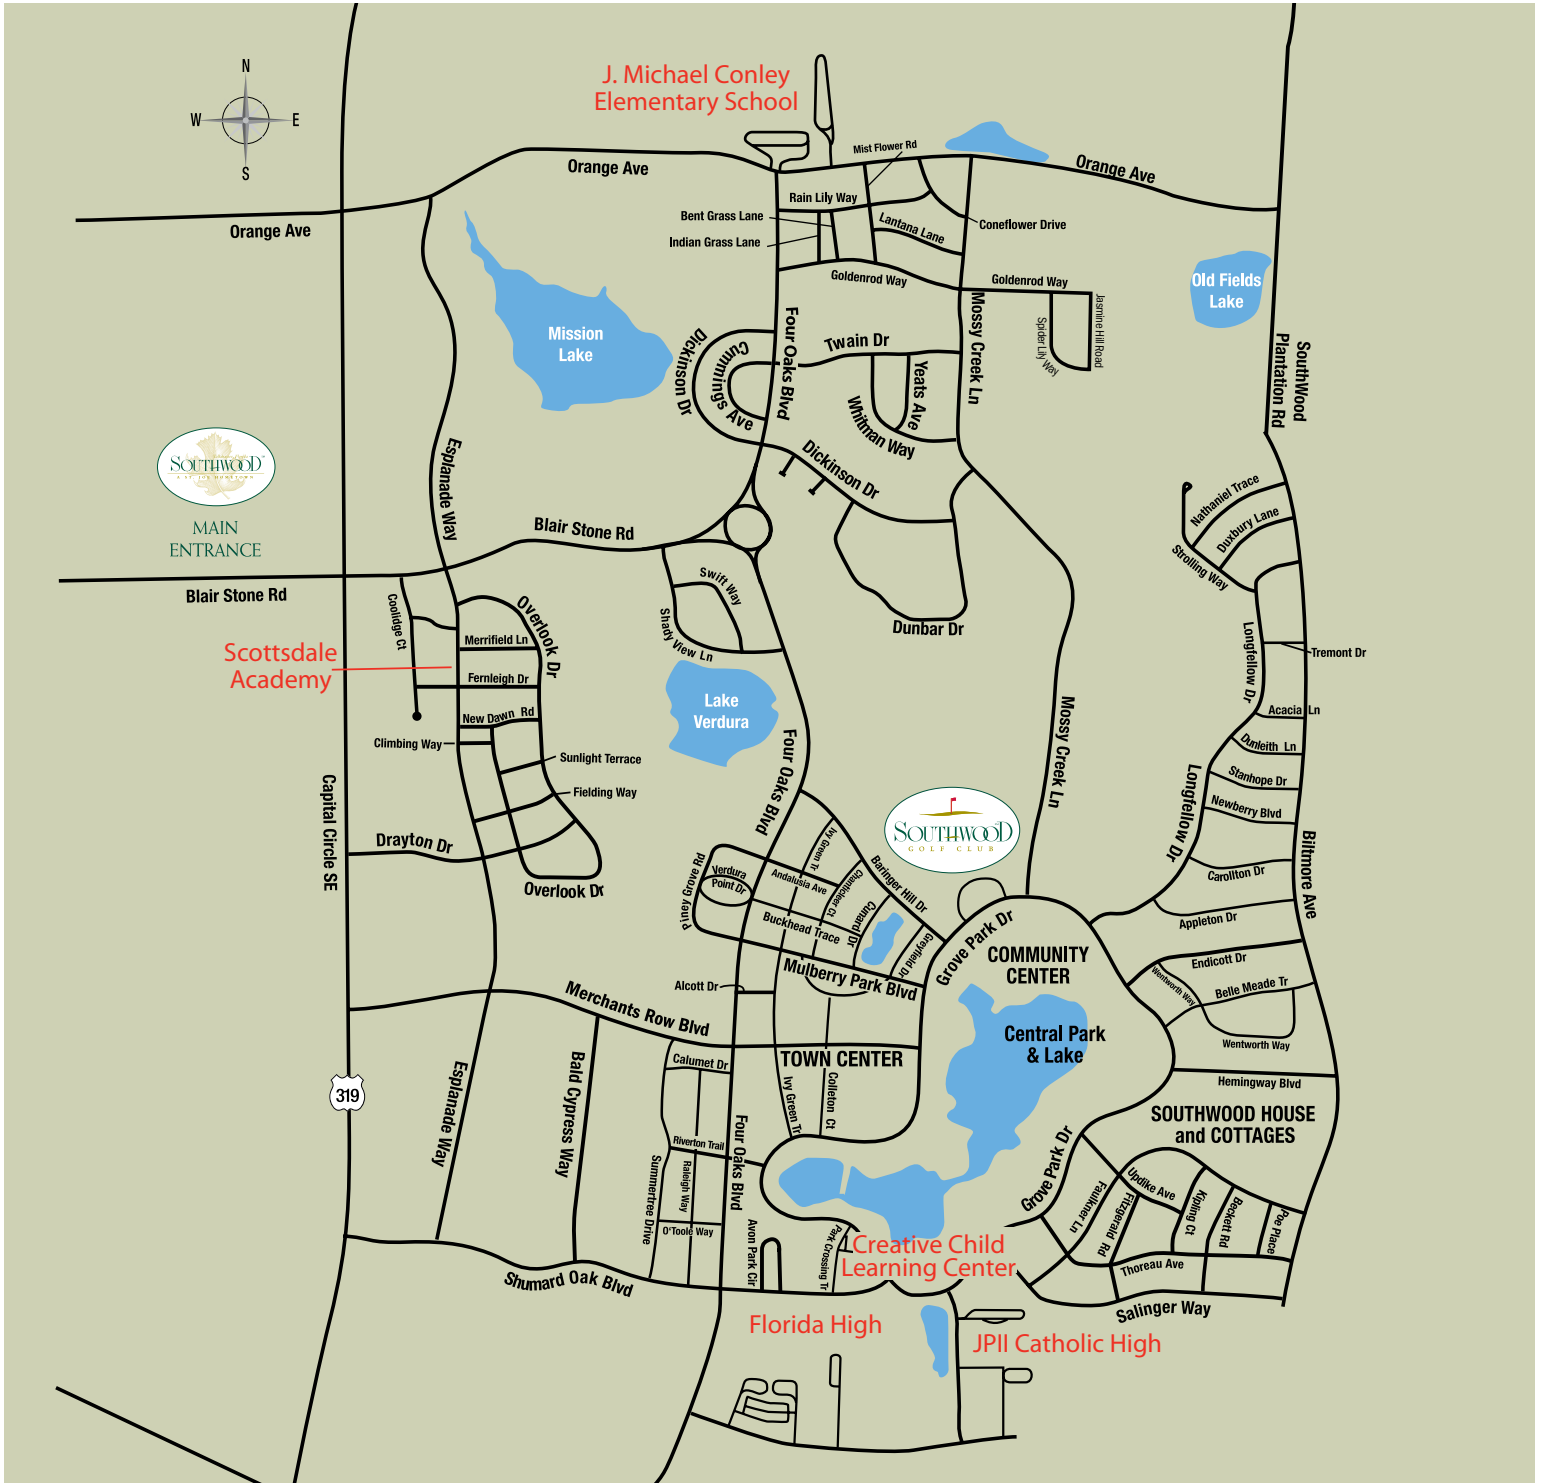 N
W
E
S
J. Michael Conley
Elementary School
Mist Flower Rd
Orange Ave
Orange Ave
Orange Ave
Rain Lily Way
Bent Grass Lane
Indian Grass Lane
Lantana Lane
Coneflower Drive
Goldenrod Way
Goldenrod Way
Old Fields
Lake
Jasmine Hill Road
Spider Lily Way
Mission
Lake
Four Oaks Blvd
Mossy Creek Ln
Twain Dr
Dickinson Dr
Cummings Ave
Yeats Ave
Whitman Way
SouthWood
Plantation Rd
SOUTHWOOD
MAIN
ENTRANCE
Esplanade Way
Dickinson Dr
Nathaniel Trace
Duxbury Lane
Strolling Way
Blair Stone Rd
Blair Stone Rd
Swift Way
Shady View Ln
Dunbar Dr
Coolidge Ct
Overlook Dr
Merrifield Ln
Scottsdale
Academy
Fernleigh Dr
New Dawn Rd
Climbing Way
Sunlight Terrace
Fielding Way
Lake
Verdura
Longfellow Dr
Tremont Dr
Acacia Ln
Dunleith Ln
Stanhope Dr
Newberry Blvd
Mossy Creek Ln
Four Oaks Blvd
Longfellow Dr
Biltmore Ave
Capital Circle SE
Drayton Dr
Overlook Dr
SOUTHWOOD
GOLF CLUB
Ivy Green Tr
Baringer Hill Dr
Piney Grove Rd
Verdura
Point Dr
Andalusia Ave
Chanticleer Ct
Cunard Dr
Buckhead Trace
Greyfield Dr
Carollton Dr
Appleton Dr
Grove Park Dr
COMMUNITY
CENTER
Endicott Dr
Wentworth Way
Belle Meade Tr
Wentworth Way
Mulberry Park Blvd
Alcott Dr
Merchants Row Blvd
Central Park
& Lake
TOWN CENTER
Calumet Dr
Ivy Green Tr
Colleton Ct
Hemingway Blvd
319
SOUTHWOOD HOUSE
and COTTAGES
Esplanade Way
Bald Cypress Way
Riverton Trail
Four Oaks Blvd
Summertree Drive
Raleigh Way
O'Toole Way
Grove Park Dr
Updike Ave
Faulkner Ln
Fitzgerald Rd
Kipling Ct
Beckett Rd
Poe Place
Avon Park Cir
Park Crossing Tr
Creative Child
Learning Center
Thoreau Ave
Shumard Oak Blvd
Salinger Way
Florida High
JPII Catholic High